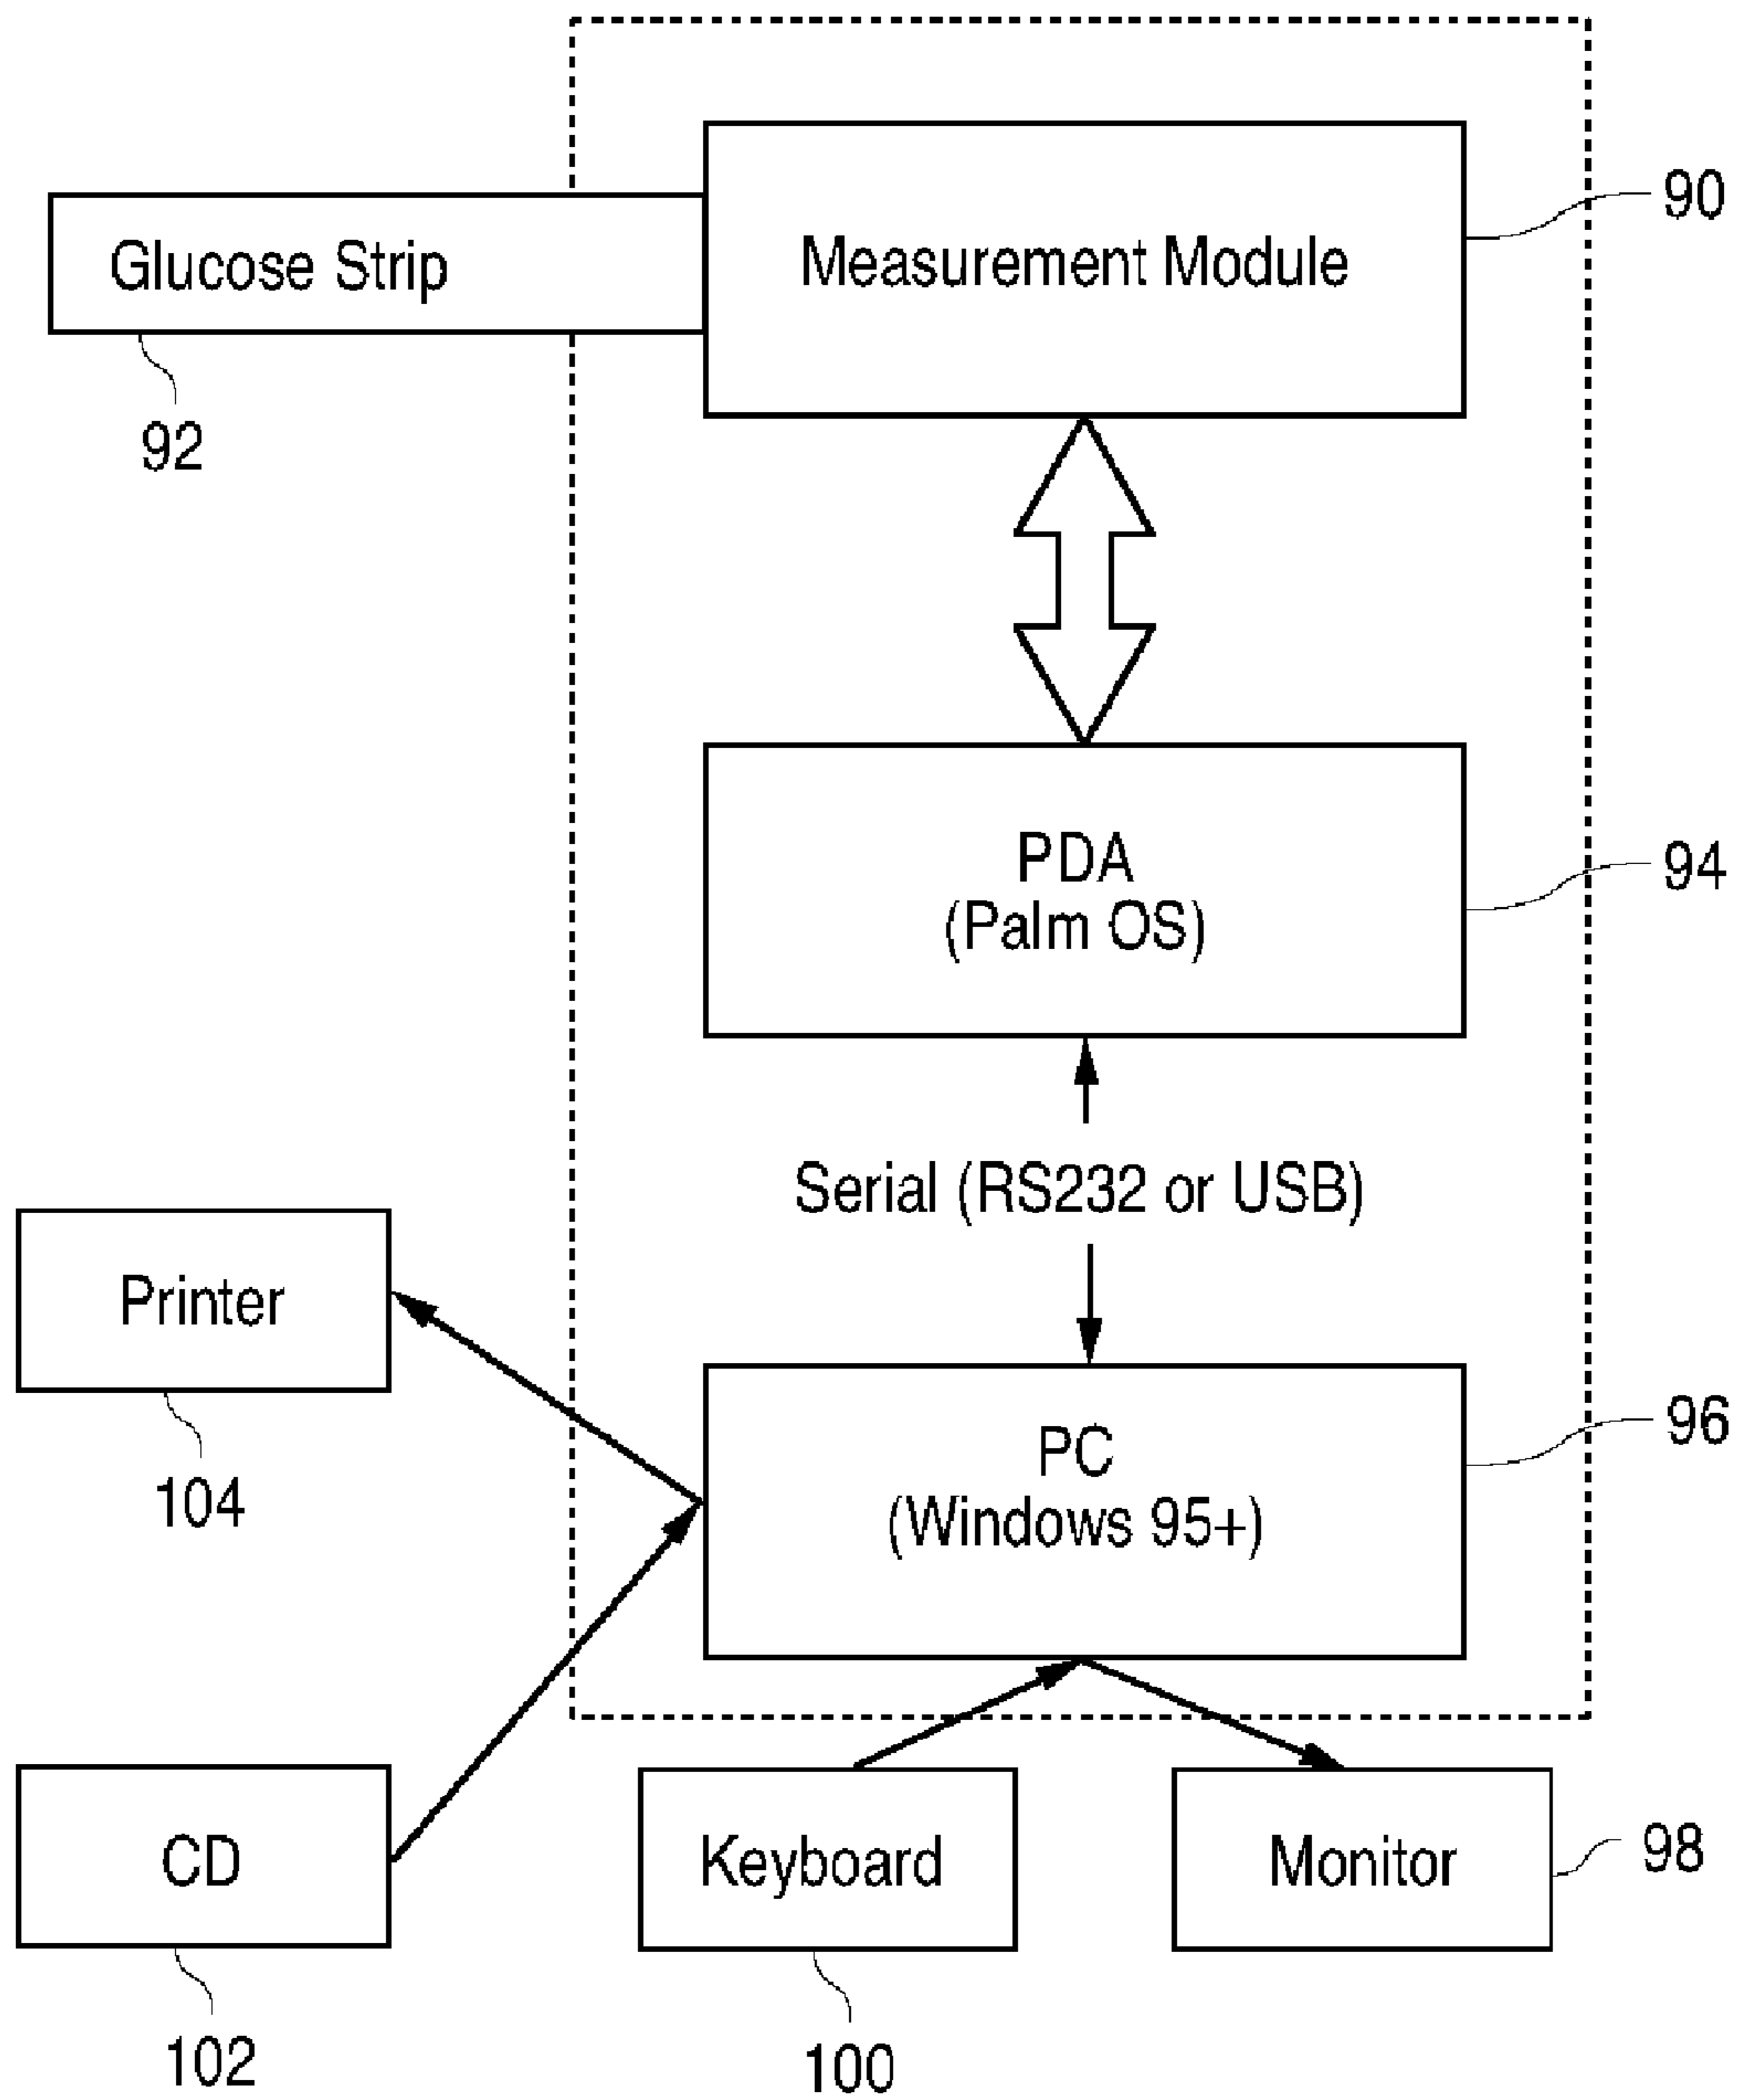 Measurement Module
90
Glucose Strip
92
PDA
(Palm OS)
94
Serial (RS232 or USB)
Printer
104
PC
(Windows 95+)
96
CD
102
Keyboard
100
Monitor
98